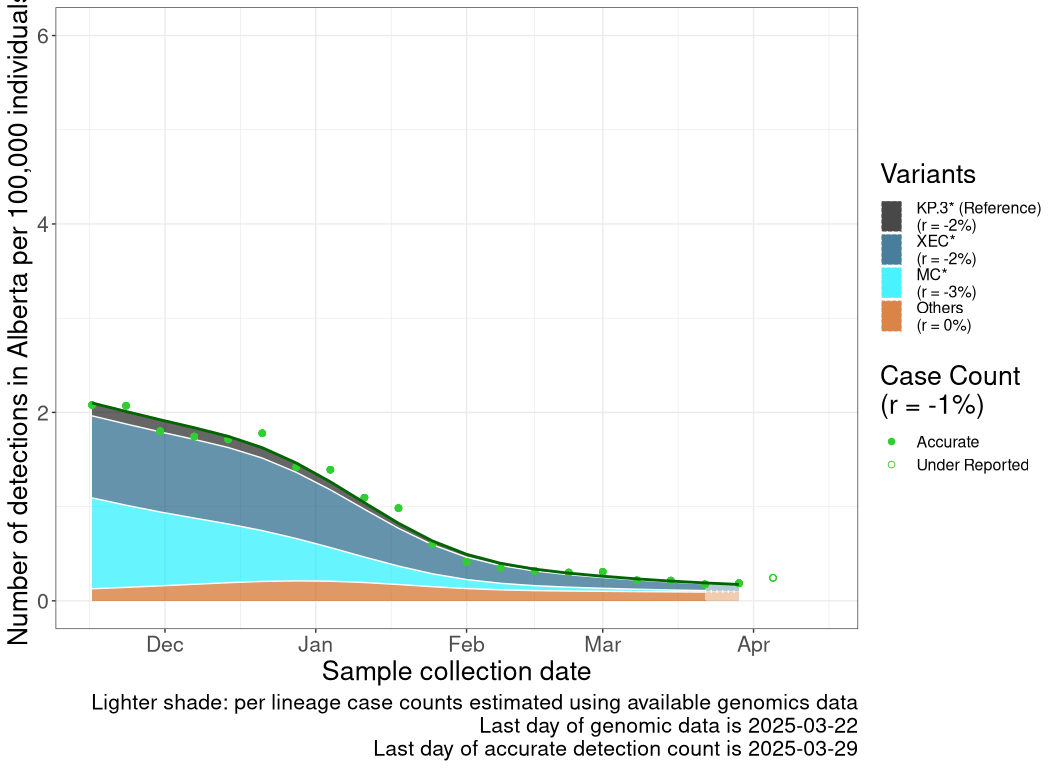 Number of detections in Alberta per 100,000 individuals
6
4
2
0
Dec Jan Feb Mar Apr
Sample collection date
Lighter shade: per lineage case counts estimated using available genomics data
Last day of genomic data is 2025-03-22
Last day of accurate detection count is 2025-03-29
Variants
KP.3* (Reference)
(r = -2%)
XEC*
(r = -2%)
MC*
(r = -3%)
Others
(r = 0%)
Case Count
(r = -1%)
Accurate
Under Reported